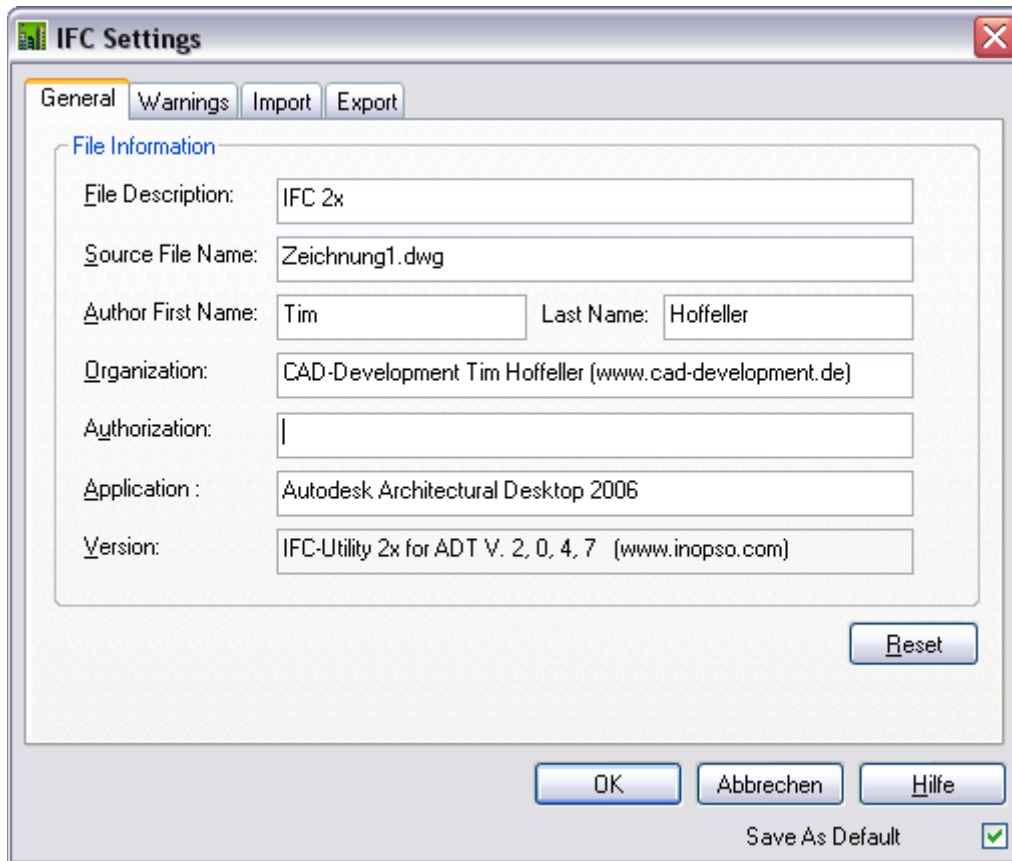 IFC Settings
General Warnings Import Export
File Information
File Description: IFC 2x
Source File Name: Zeichnung1.dwg
Author First Name: Tim Last Name: Hoffeller
Organization: CAD-Development Tim Hoffeller (www.cad-development.de)
Authorization:
Application : Autodesk Architectural Desktop 2006
Version: IFC-Utility 2x for ADT V. 2, 0, 4, 7 (www.inopso.com)
Reset
OK Abbrechen Hilfe
Save As Default